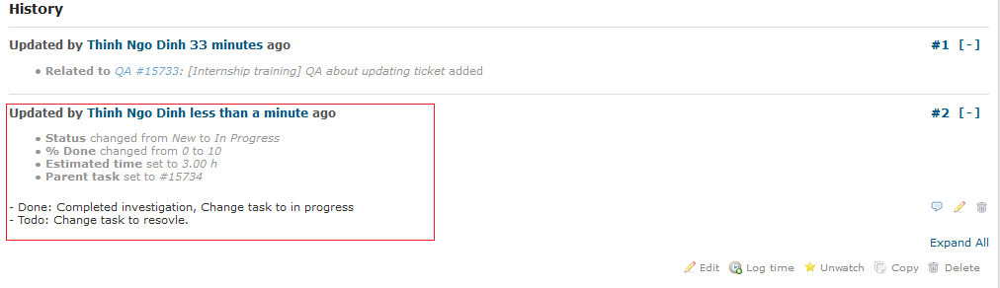 History
Updated by Thinh Ngo Dinh 33 minutes ago #1 [-]
• Related to QA #15733: [Internship training] QA about updating ticket added
Updated by Thinh Ngo Dinh less than a minute ago #2 [-]
• Status changed from New to In Progress
• % Done changed from 0 to 10
• Estimated time set to 3.00 h
• Parent task set to #15734
- Done: Completed investigation, Change task to in progress
- Todo: Change task to resovle.
Expand All
Edit Log time Unwatch Copy Delete